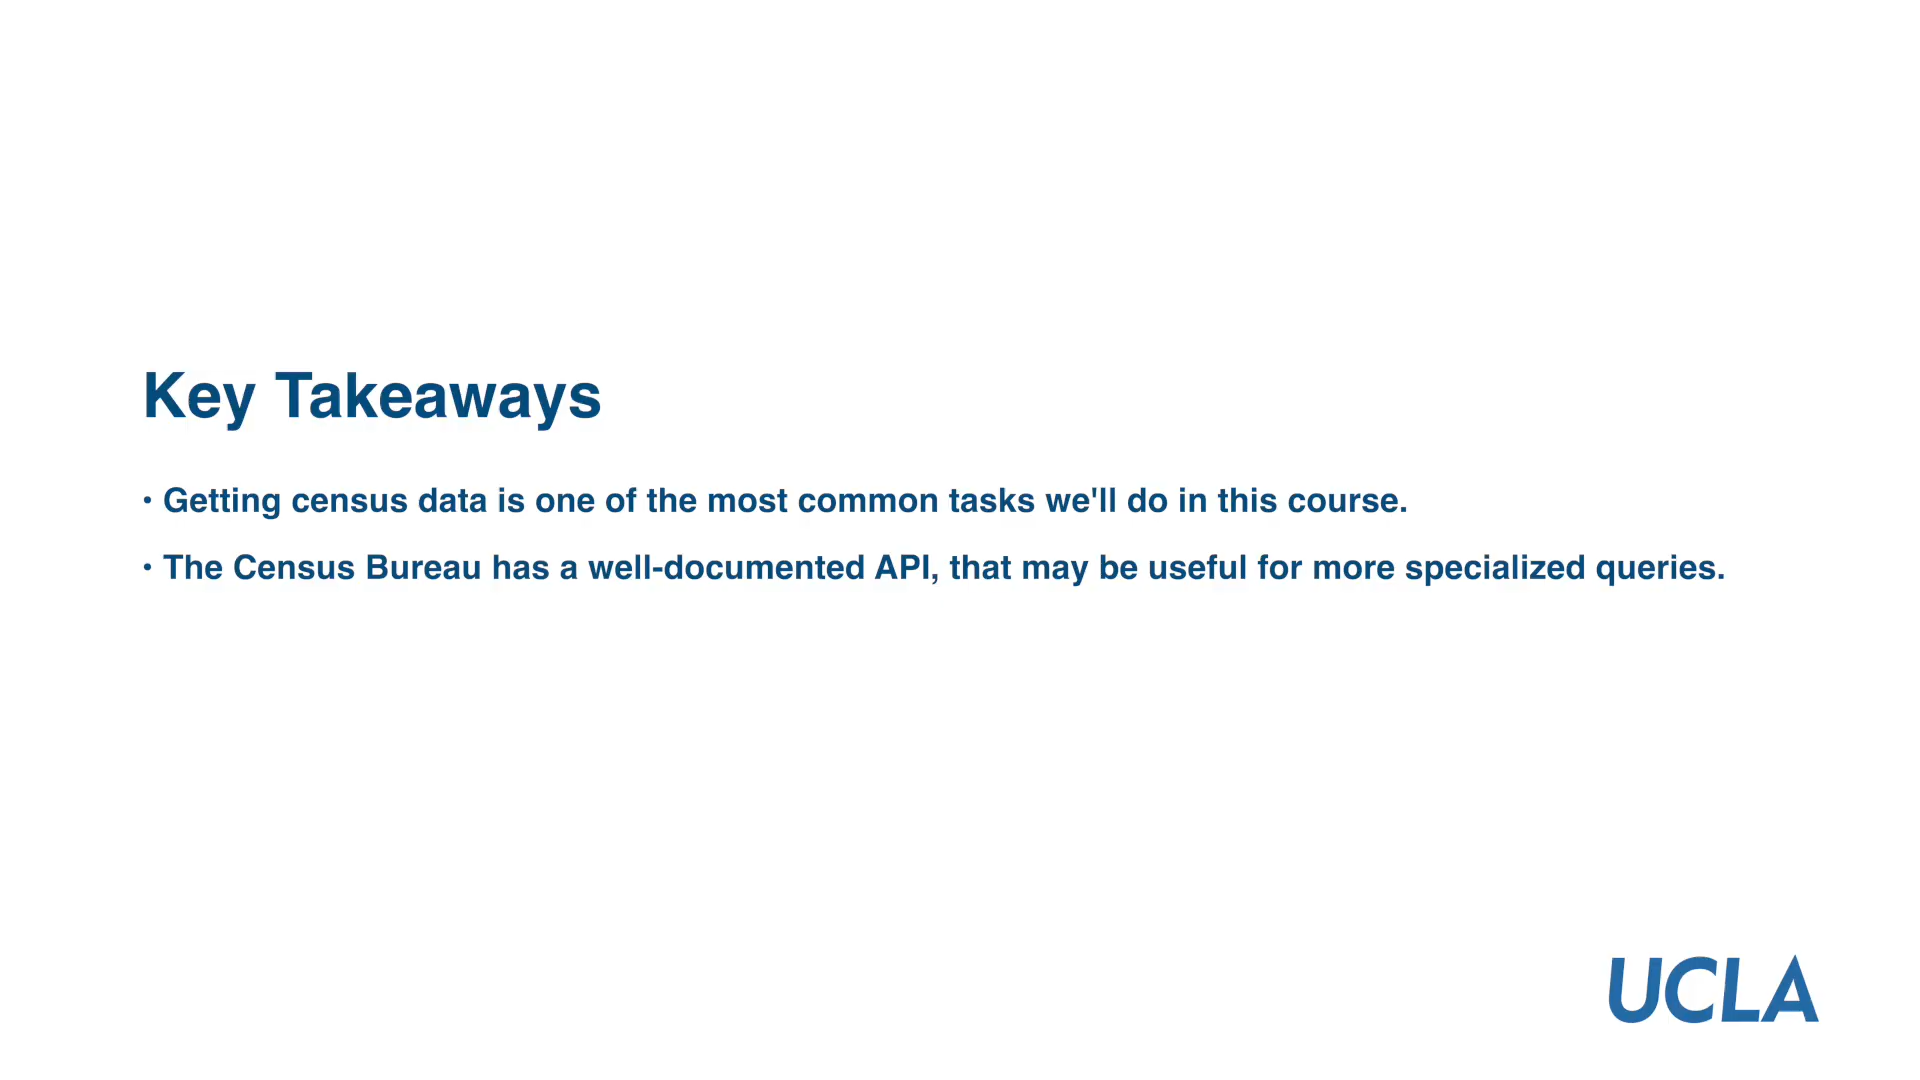 Key Takeaways
• Getting census data is one of the most common tasks we'll do in this course.
• The Census Bureau has a well-documented API, that may be useful for more specialized queries.
UCLA